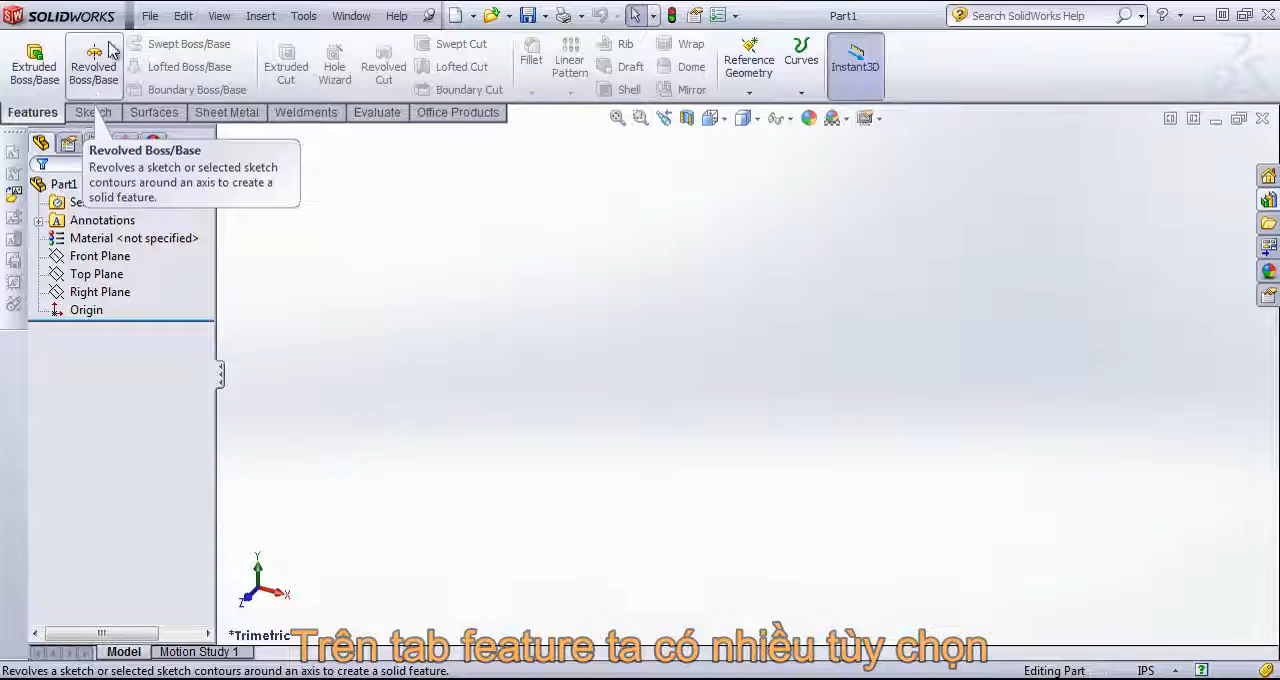 SOLIDWORKS
File Edit View Insert Tools Window Help
Part1
Search SolidWorks Help
Extruded Boss/Base
Revolved Boss/Base
Swept Boss/Base
Lofted Boss/Base
Boundary Boss/Base
Extruded Cut
Hole Wizard
Revolved Cut
Swept Cut
Lofted Cut
Boundary Cut
Fillet
Linear Pattern
Rib
Draft
Shell
Wrap
Dome
Mirror
Reference Geometry
Curves
Instant3D
Features Sketch Surfaces Sheet Metal Weldments Evaluate Office Products
Revolved Boss/Base
Revolves a sketch or selected sketch
contours around an axis to create a
solid feature.
Part1
Annotations
Material <not specified>
Front Plane
Top Plane
Right Plane
Origin
Y
X
Z
*Trimetric
Trên tab feature ta có nhiều tùy chọn
Model Motion Study 1
Revolves a sketch or selected sketch contours around an axis to create a solid feature.
Editing Part
IPS